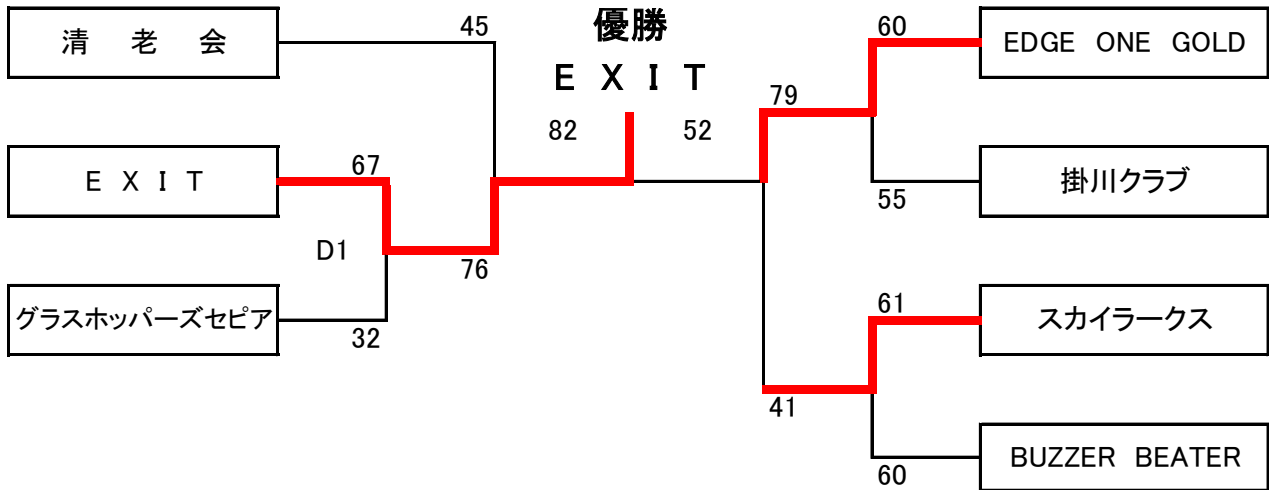 清　老　会
45
優勝
60
EDGE　ONE　GOLD
E　X　I　T
79
82
52
E　X　I　T
67
掛川クラブ
55
D1
76
グラスホッパーズセピア
32
61
スカイラークス
41
BUZZER　BEATER
60